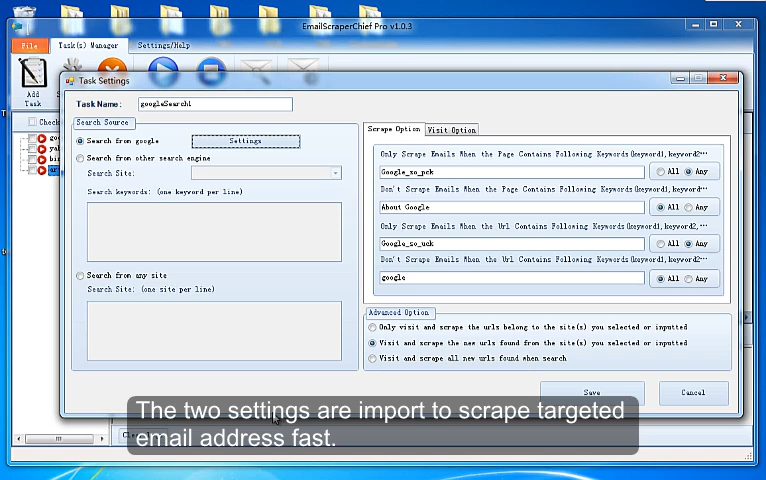 EmailScraperChief Pro v1.0.3
File Task(s) Manager Settings/Help
Add
Task
Task Settings
Task Name: googleSearch1
Search Source
Search from google Settings
Search from other search engine
Search Site:
Search keywords: (one keyword per line)
Search from any site
Search Site: (one site per line)
Scrape Option Visit Option
Only Scrape Emails When the Page Contains Following Keywords(keyword1,keyword2...
Google_so_pck All Any
Don't Scrape Emails When the Page Contains Following Keywords(keyword1,keyword...
About Google All Any
Only Scrape Emails When the Url Contains Following Keywords(keyword1,keyword2,...
Google_so_uck All Any
Don't Scrape Emails When the Url Contains Following Keywords(keyword1,keyword2...
google All Any
Advanced Option
Only visit and scrape the urls belong to the site(s) you selected or inputted
Visit and scrape the new urls found from the site(s) you selected or inputted
Visit and scrape all new urls found when search
Save Cancel
The two settings are import to scrape targeted
email address fast.